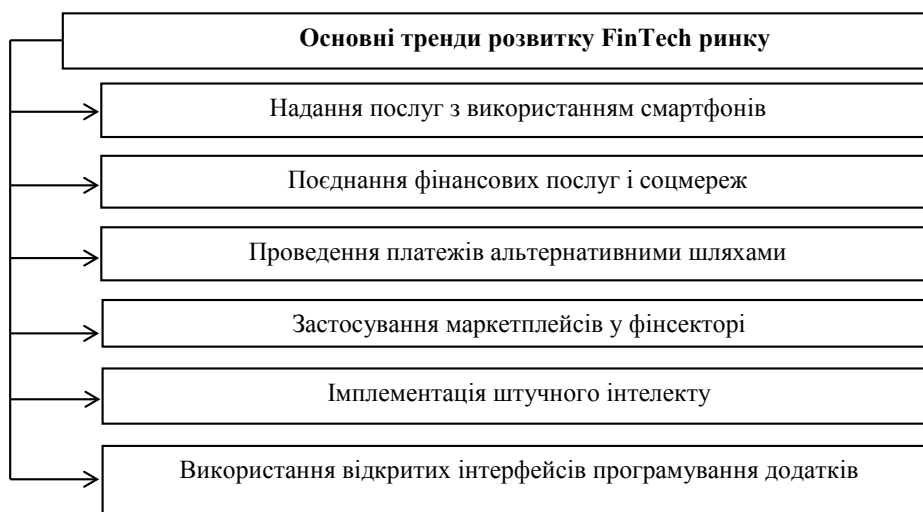 Основні тренди розвитку FinTech ринку
Надання послуг з використанням смартфонів
Поєднання фінансових послуг і соцмереж
Проведення платежів альтернативними шляхами
Застосування маркетплейсів у фінсекторі
Імплементація штучного інтелекту
Використання відкритих інтерфейсів програмування додатків